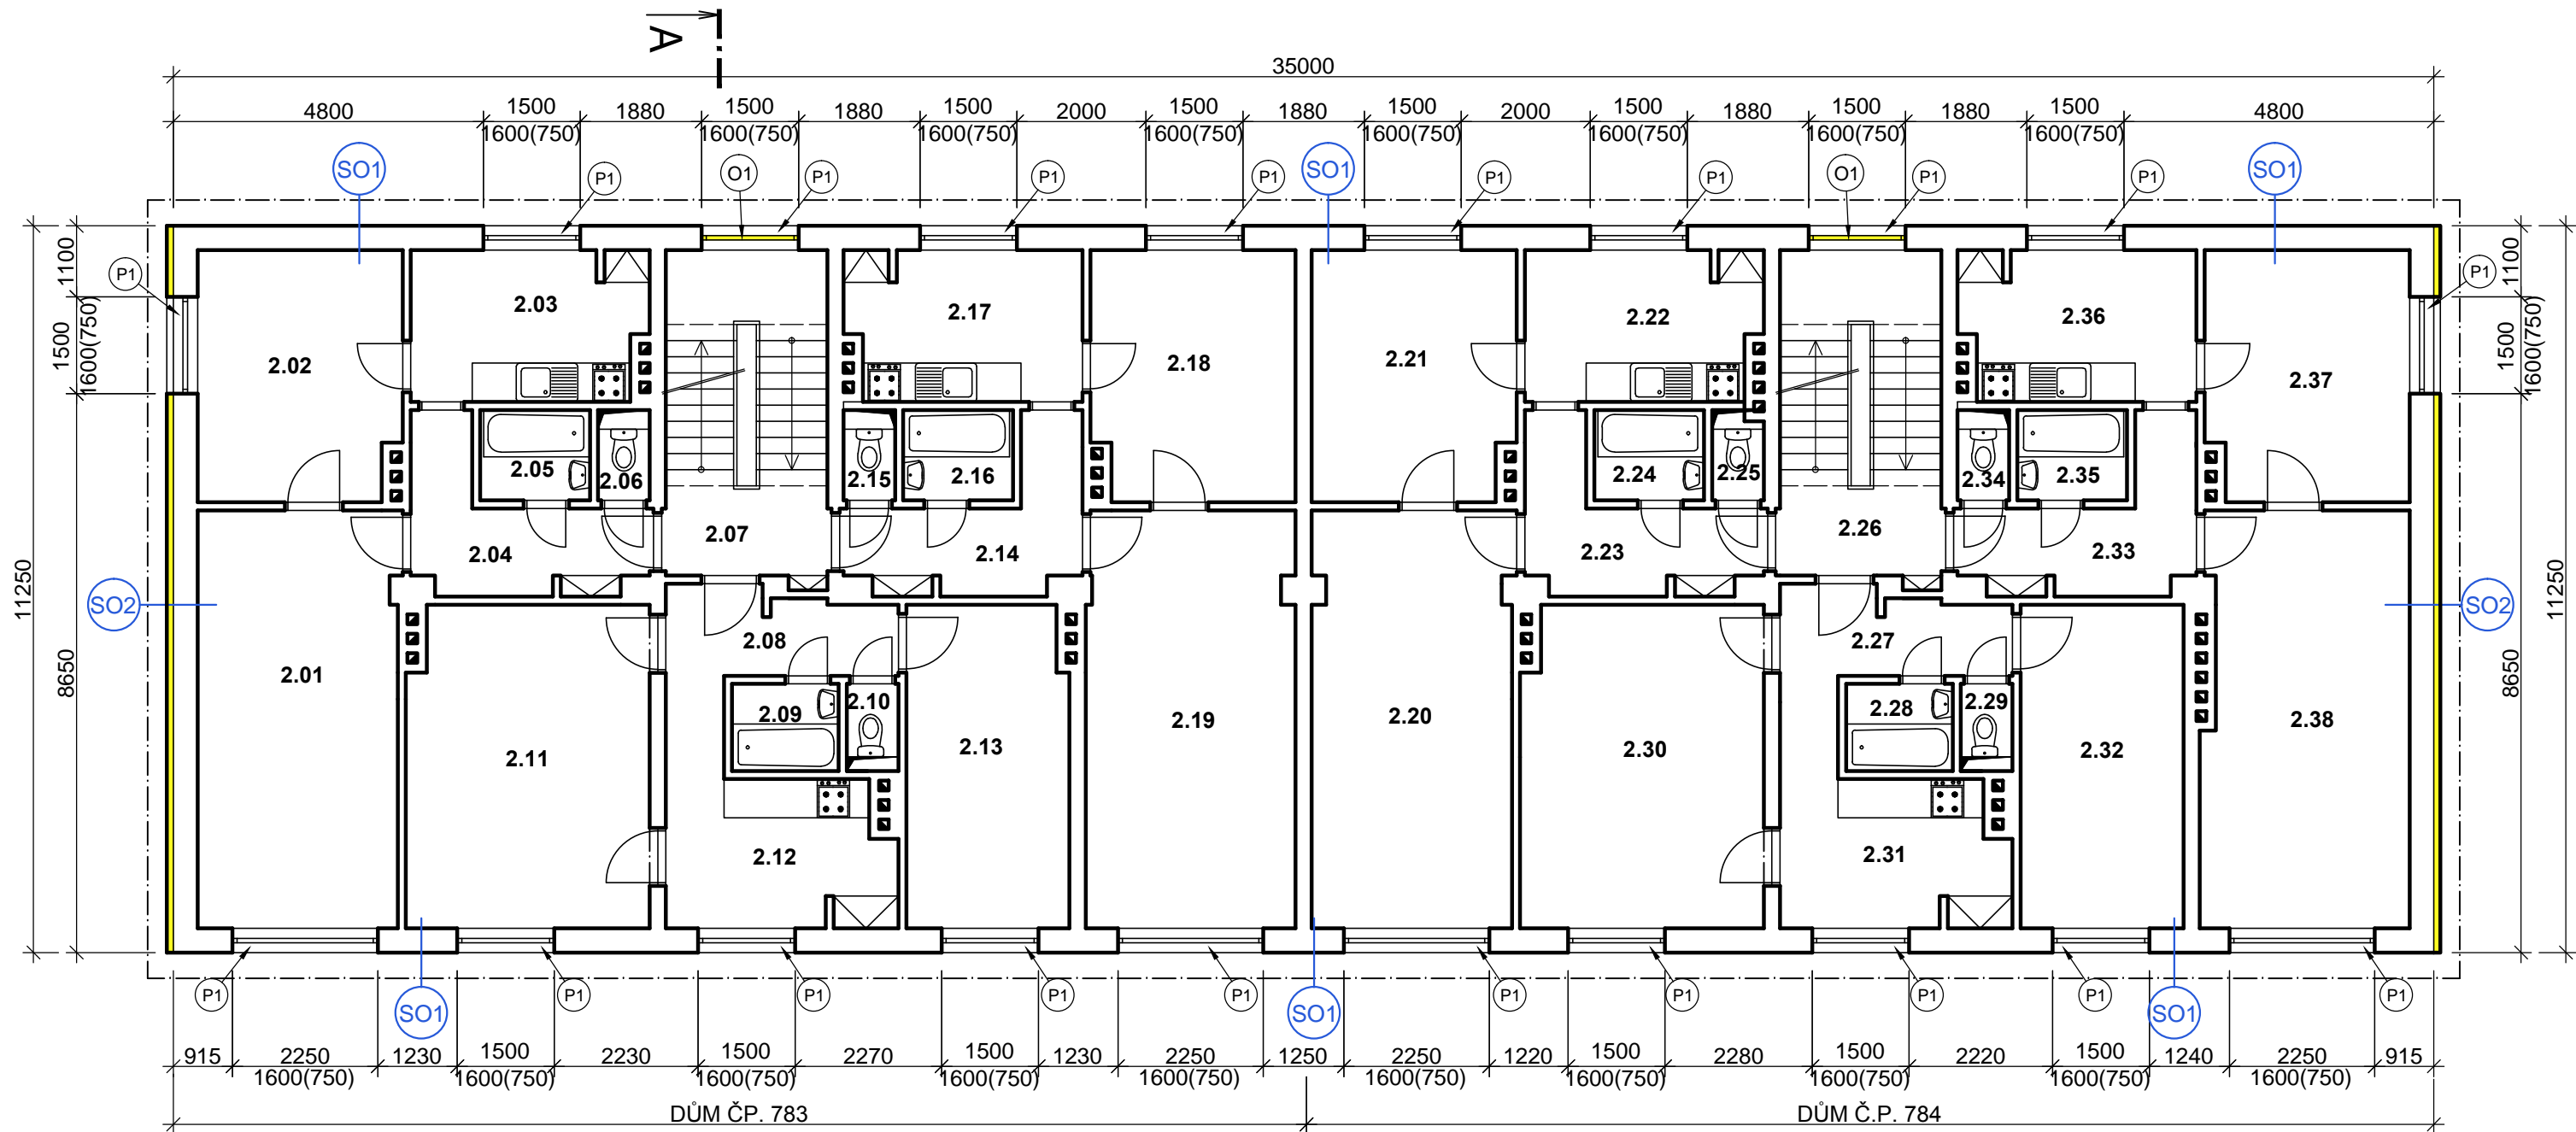 A
35000
4800 1500 1880 1500 1880 1500 2000 1500 1880 1500 2000 1500 1880 1500 1880 1500 4800
1600(750) 1600(750) 1600(750) 1600(750) 1600(750) 1600(750) 1600(750) 1600(750)
SO1 P1 O1 P1 P1 P1 SO1 P1 P1 O1 P1 P1 SO1
P1 P1
11250 1100 1500 1600(750) 8650
1100 1500 1600(750) 8650 11250
2.03 2.17 2.22 2.36
2.02 2.18 2.21 2.37
2.05 2.06 2.15 2.16 2.24 2.25 2.34 2.35
2.04 2.07 2.14 2.23 2.26 2.33
SO2 SO2
2.01 2.08 2.27
2.09 2.10 2.28 2.29
2.11 2.13 2.19 2.20 2.30 2.32 2.38
2.12 2.31
P1 SO1 P1 P1 P1 P1 SO1 P1 P1 P1 P1 SO1 P1
915 2250 1230 1500 2230 1500 2270 1500 1230 2250 1250 2250 1220 1500 2280 1500 2220 1500 1240 2250 915
1600(750) 1600(750) 1600(750) 1600(750) 1600(750) 1600(750) 1600(750) 1600(750) 1600(750) 1600(750)
DŮM ČP. 783 DŮM Č.P. 784